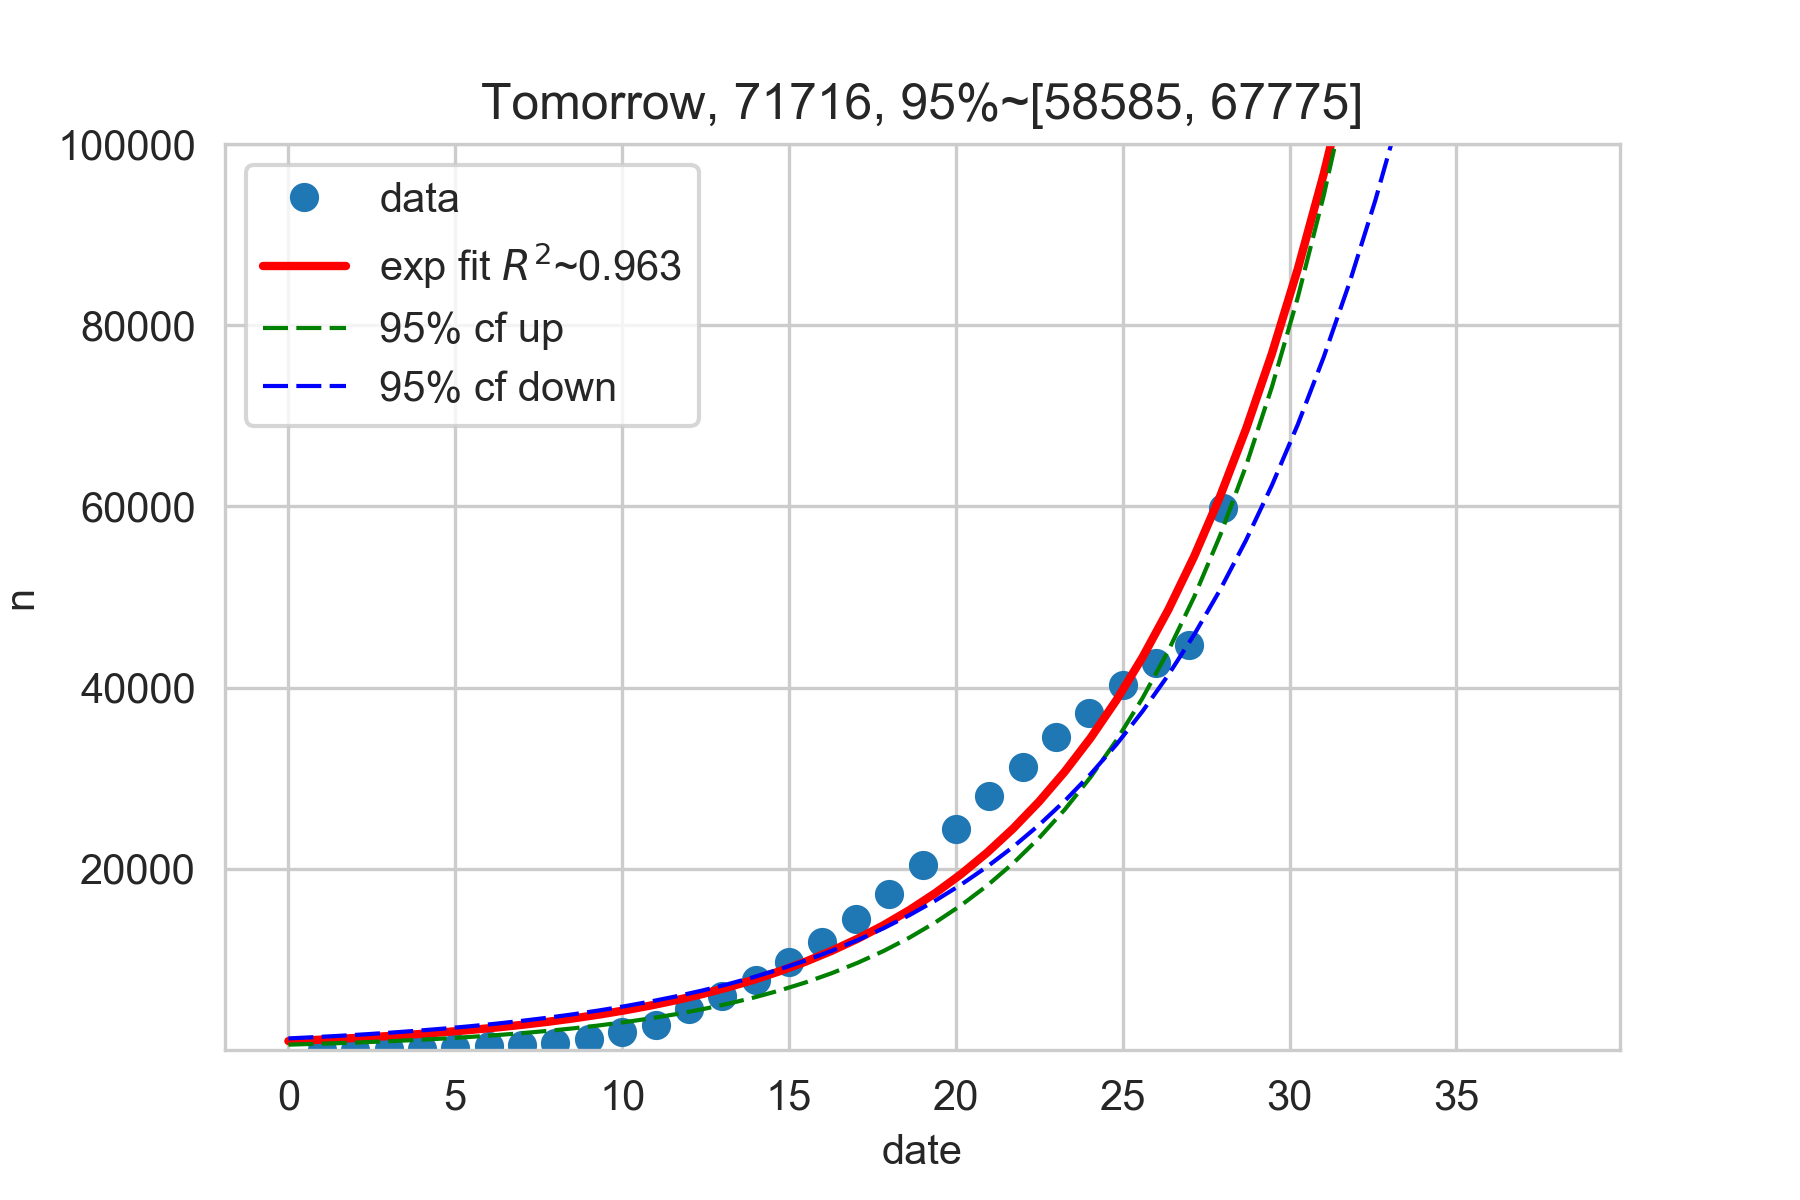 Tomorrow, 71716, 95%~[58585, 67775]
100000
80000
60000
40000
20000
n
data
exp fit R²~0.963
95% cf up
95% cf down
0 5 10 15 20 25 30 35
date